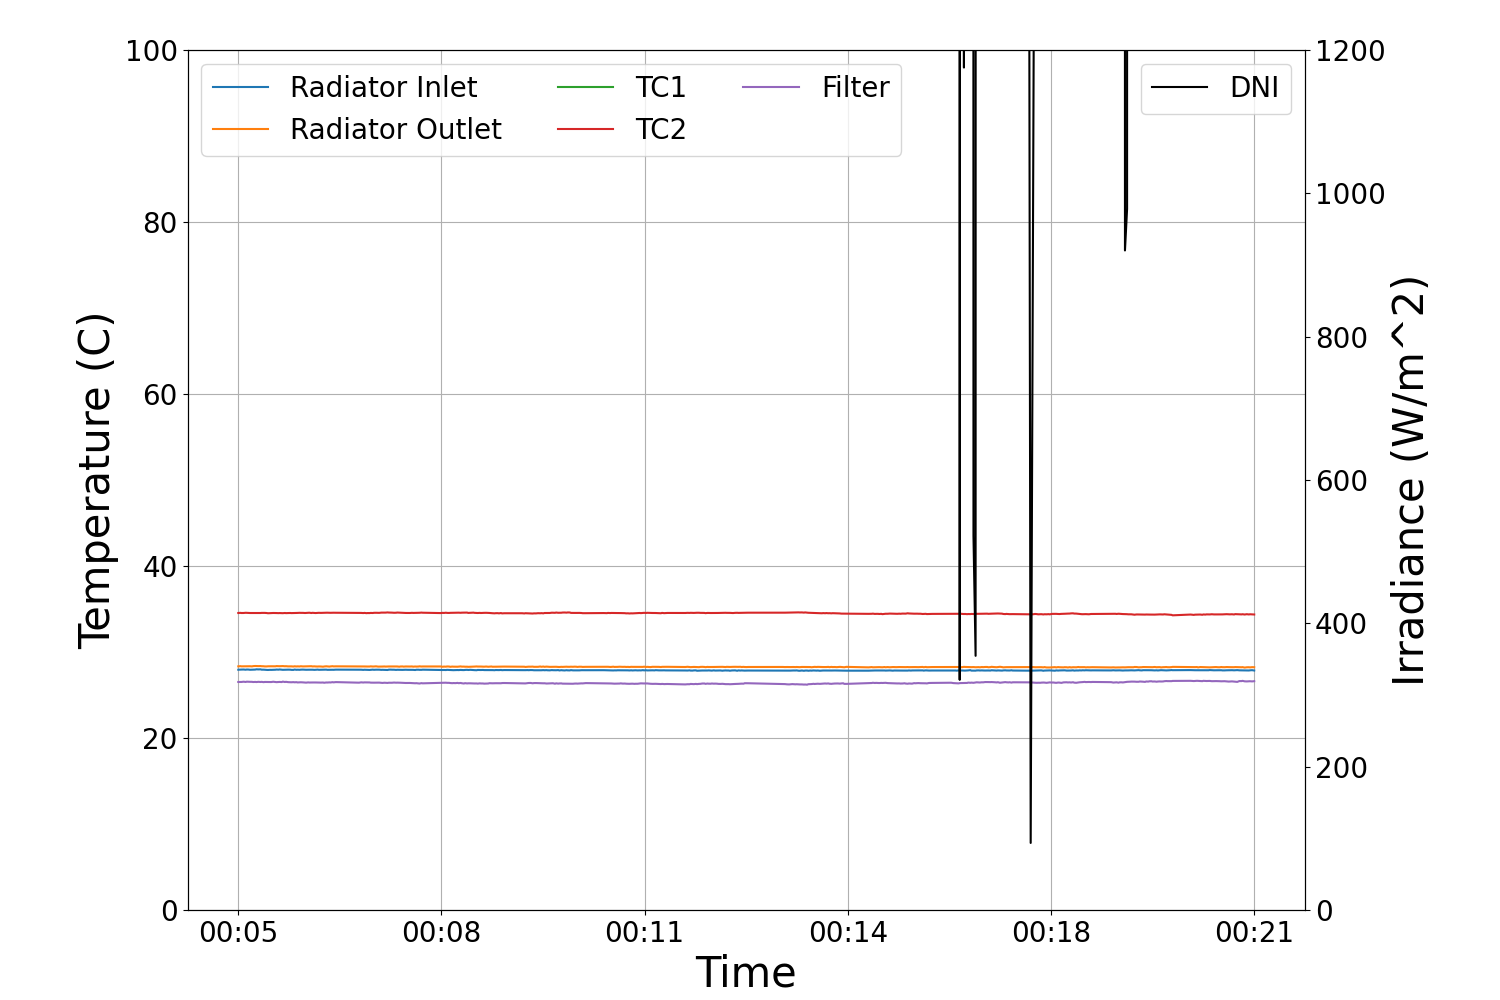 100
80
60
40
20
0
Temperature (C)
Radiator Inlet
Radiator Outlet
TC1
TC2
Filter
DNI
1200
1000
800
600
400
200
0
Irradiance (W/m^2)
00:05 00:08 00:11 00:14 00:18 00:21
Time